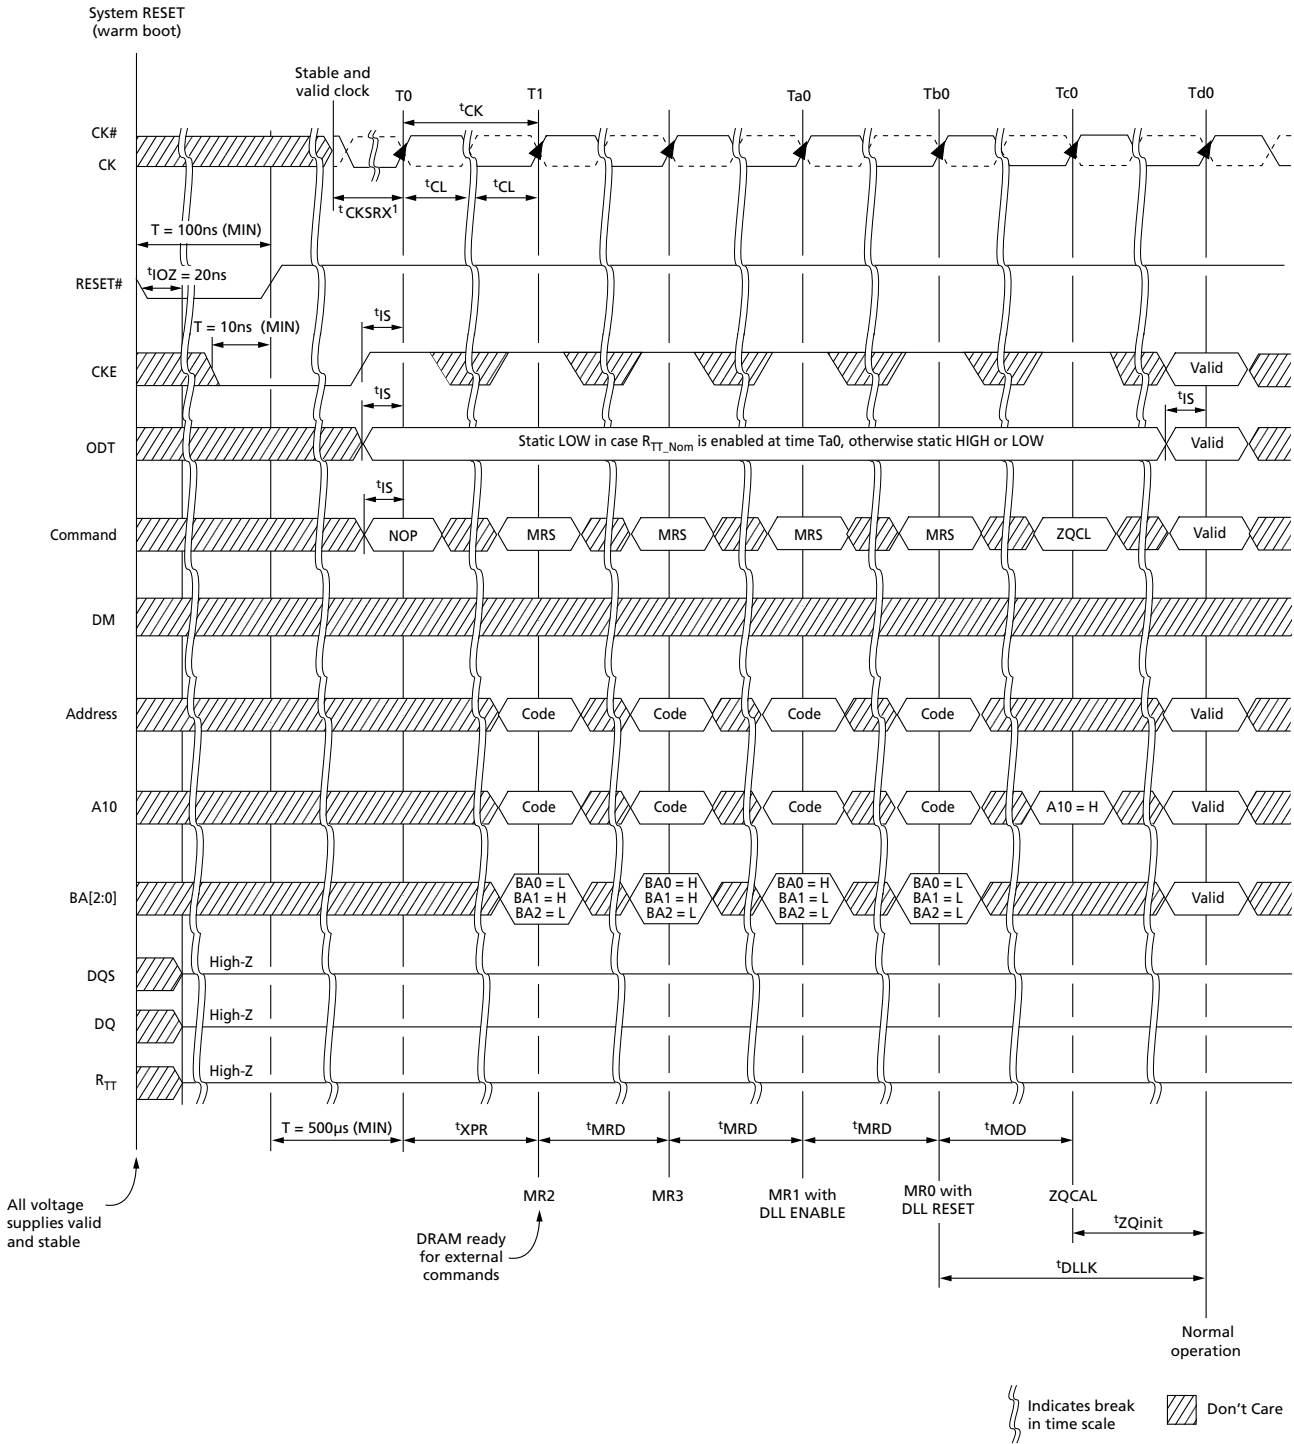 System RESET
(warm boot)
Stable and
valid clock
T0
T1
Ta0
Tb0
Tc0
Td0
tCK
CK#
CK
tCKSRX1
tCL
tCL
T = 100ns (MIN)
tIOZ = 20ns
RESET#
T = 10ns (MIN)
tIS
CKE
Valid
tIS
tIS
ODT
Static LOW in case RTT_Nom is enabled at time Ta0, otherwise static HIGH or LOW
Valid
tIS
Command
NOP
MRS
MRS
MRS
MRS
ZQCL
Valid
DM
Address
Code
Code
Code
Code
Valid
A10
Code
Code
Code
Code
A10 = H
Valid
BA[2:0]
BA0 = L
BA1 = H
BA2 = L
BA0 = H
BA1 = H
BA2 = L
BA0 = H
BA1 = L
BA2 = L
BA0 = L
BA1 = L
BA2 = L
Valid
DQS
High-Z
DQ
High-Z
RTT
High-Z
T = 500µs (MIN)
tXPR
tMRD
tMRD
tMRD
tMOD
All voltage
supplies valid
and stable
MR2
MR3
MR1 with
DLL ENABLE
MR0 with
DLL RESET
ZQCAL
tZQinit
DRAM ready
for external
commands
tDLLK
Normal
operation
Indicates break
in time scale
Don't Care